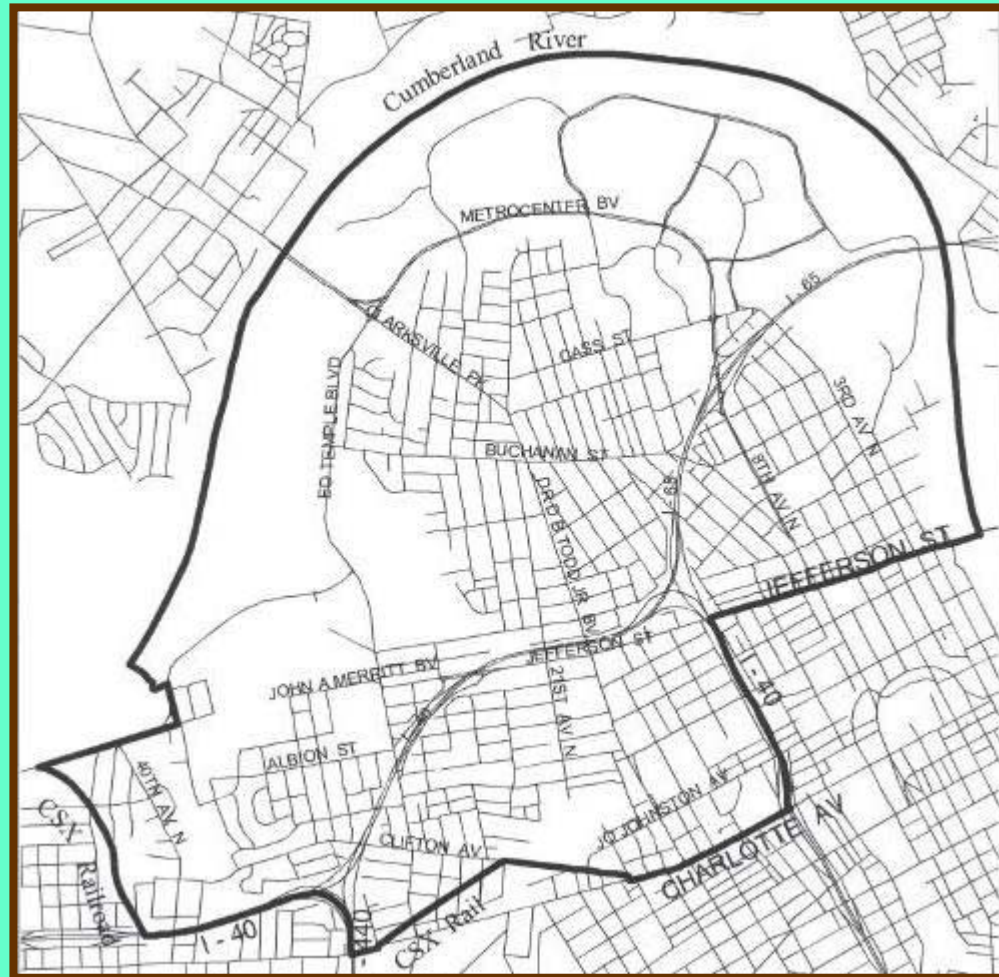 Cumberland River
METROCENTER BV
I - 65
CLARKSVILLE PK
CASS ST
ED TEMPLE BLVD
3RD AV N
BUCHANAN ST
8TH AV N
I - 65
DR D B TODD JR BV
JEFFERSON ST
JEFFERSON ST
JOHN A MERRITT BV
21ST AV N
I - 40
I - 40
ALBION ST
40TH AV N
JO JOHNSTON AV
CSX Railroad
CLIFTON AV
CHARLOTTE AV
I - 40
I - 440
CSX Rail